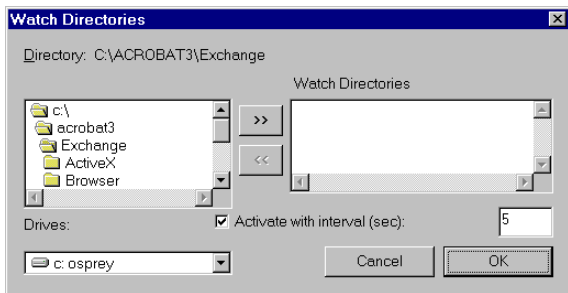 Watch Directories
Directory: C:\ACROBAT3\Exchange
Watch Directories
c:\
acrobat3
Exchange
ActiveX
Browser
>>
<<
Drives:
Activate with interval (sec):
5
c: osprey
Cancel
OK